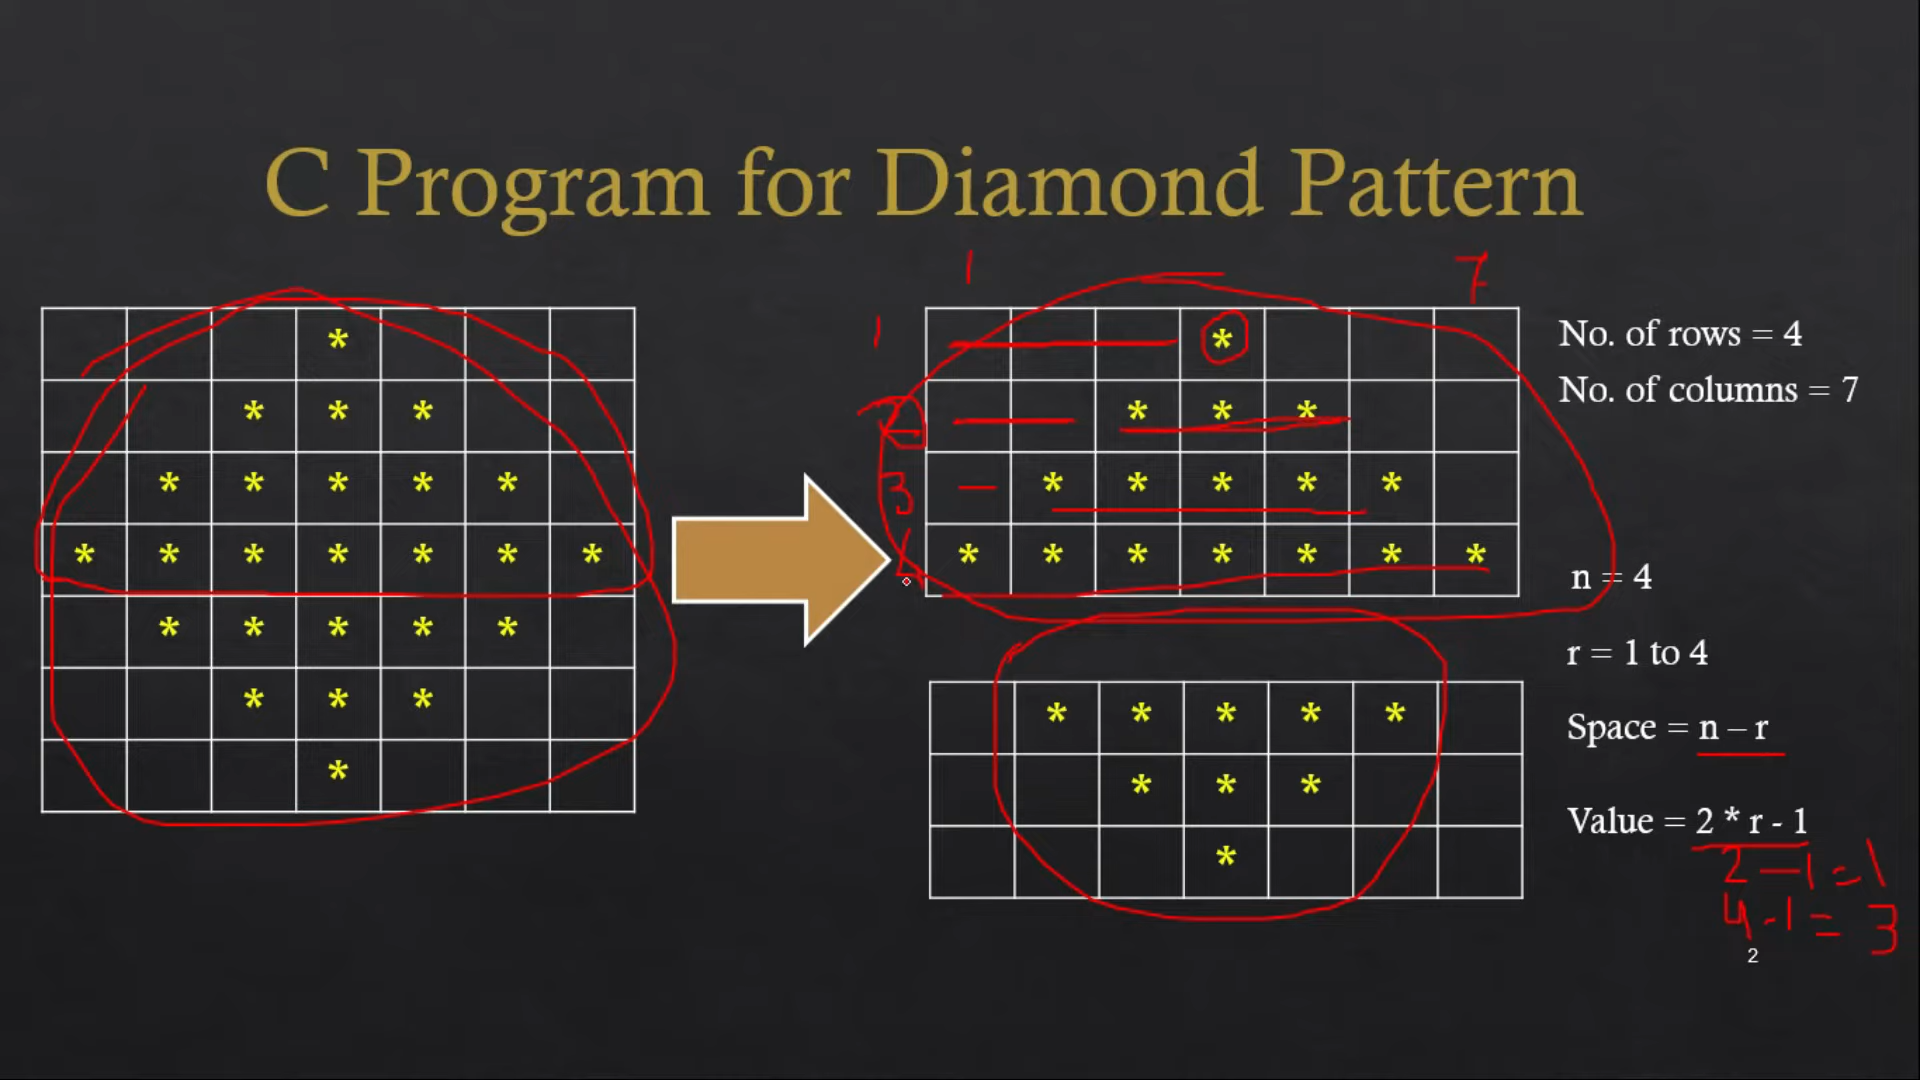 C Program for Diamond Pattern
1 7
*
* * *
* * * * *
* * * * * * *
* * * * *
* * *
*
1 *
2 * * *
3 * * * * *
4 * * * * * * *
* * * * *
* * *
*
No. of rows = 4
No. of columns = 7
n = 4
r = 1 to 4
Space = n – r
Value = 2 * r - 1
2 - 1 = 1
4 - 1 = 3
2